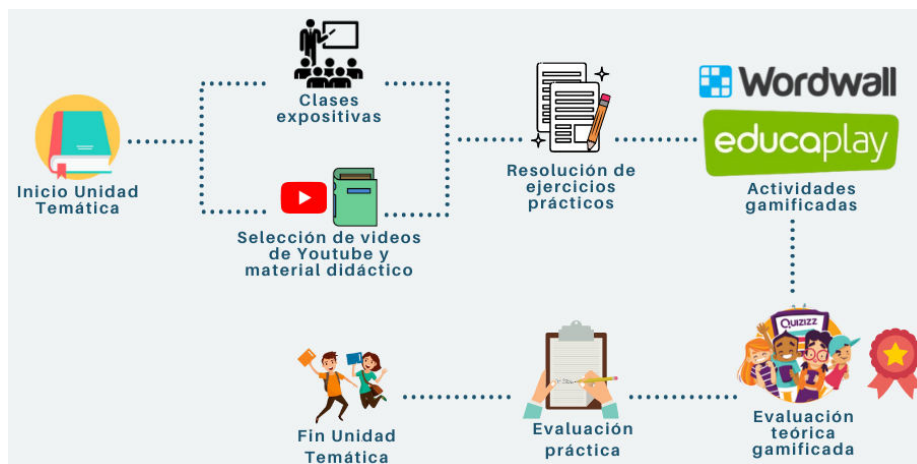 Clases
expositivas
Inicio Unidad
Temática
Selección de videos
de Youtube y
material didáctico
Resolución de
ejercicios
prácticos
Wordwall
educaplay
Actividades
gamificadas
Quizizz
Evaluación
teórica
gamificada
Evaluación
práctica
Fin Unidad
Temática